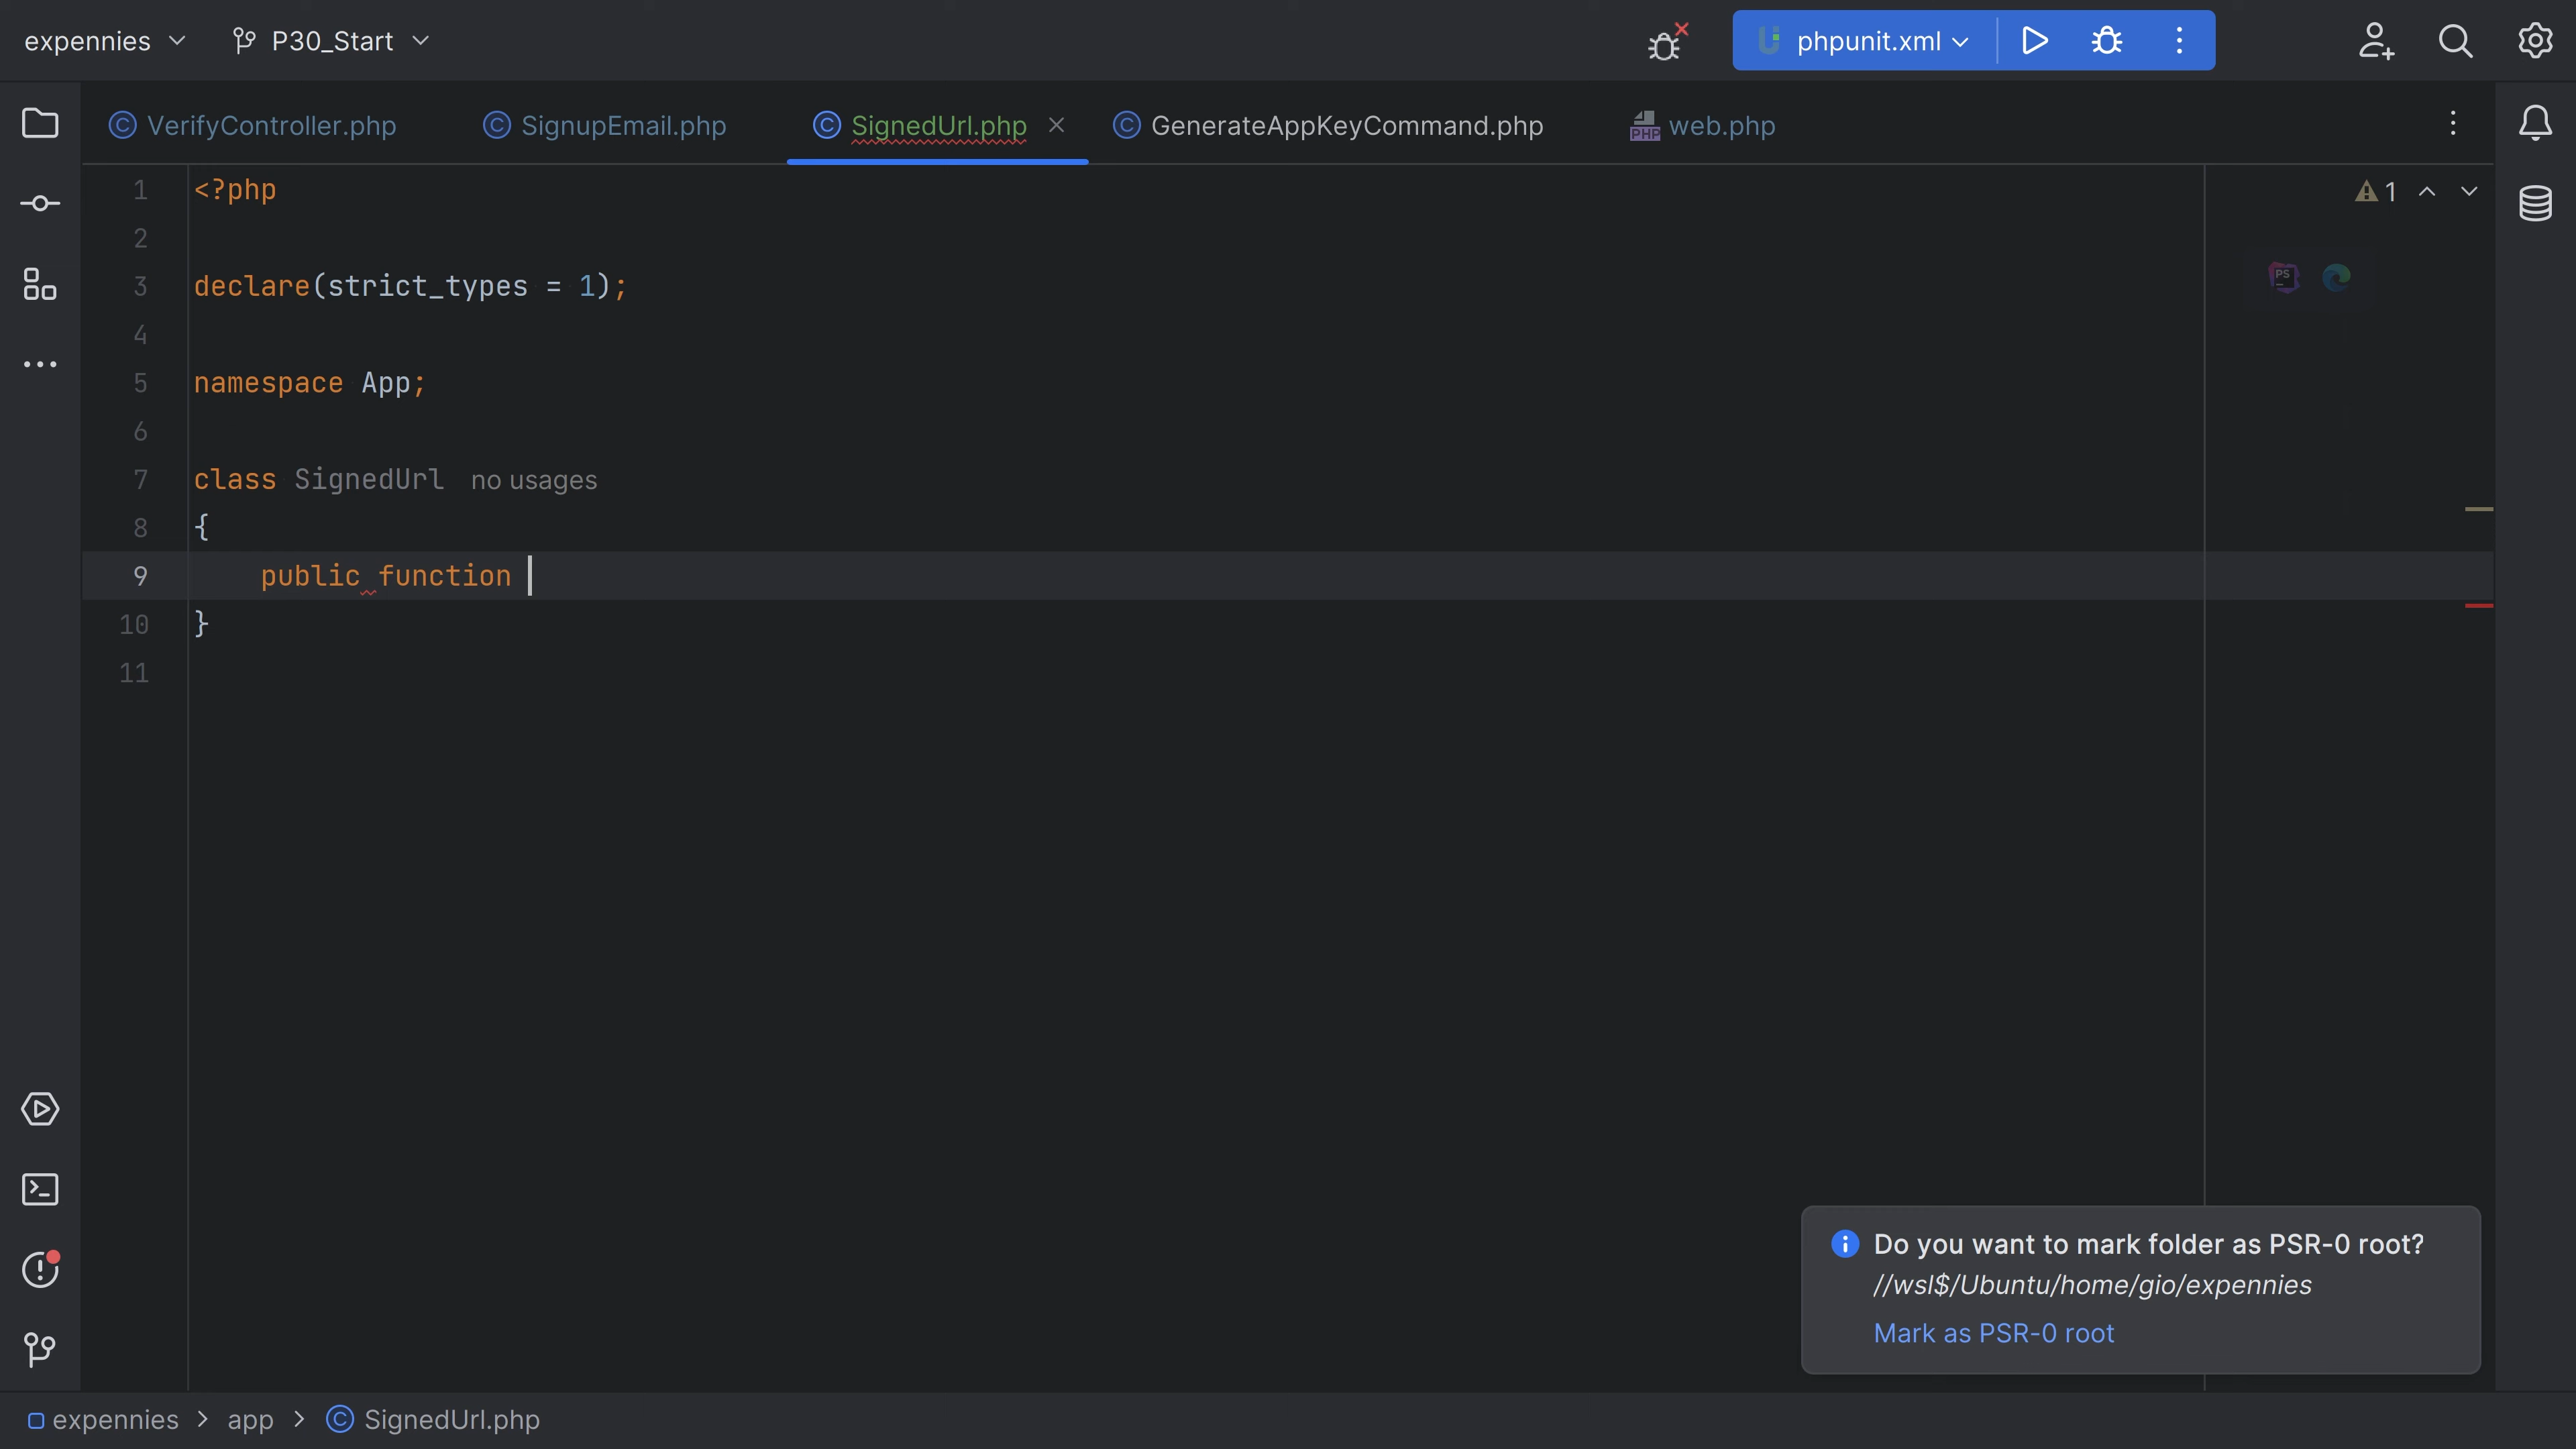 expennies P30_Start phpunit.xml
VerifyController.php SignupEmail.php SignedUrl.php GenerateAppKeyCommand.php PHP web.php
1 <?php
1
2
3 declare(strict_types = 1);
PS
4
5 namespace App;
6
7 class SignedUrl no usages
8 {
9 public function
10 }
11
Do you want to mark folder as PSR-0 root?
//wsl$/Ubuntu/home/gio/expennies
Mark as PSR-0 root
expennies > app > SignedUrl.php